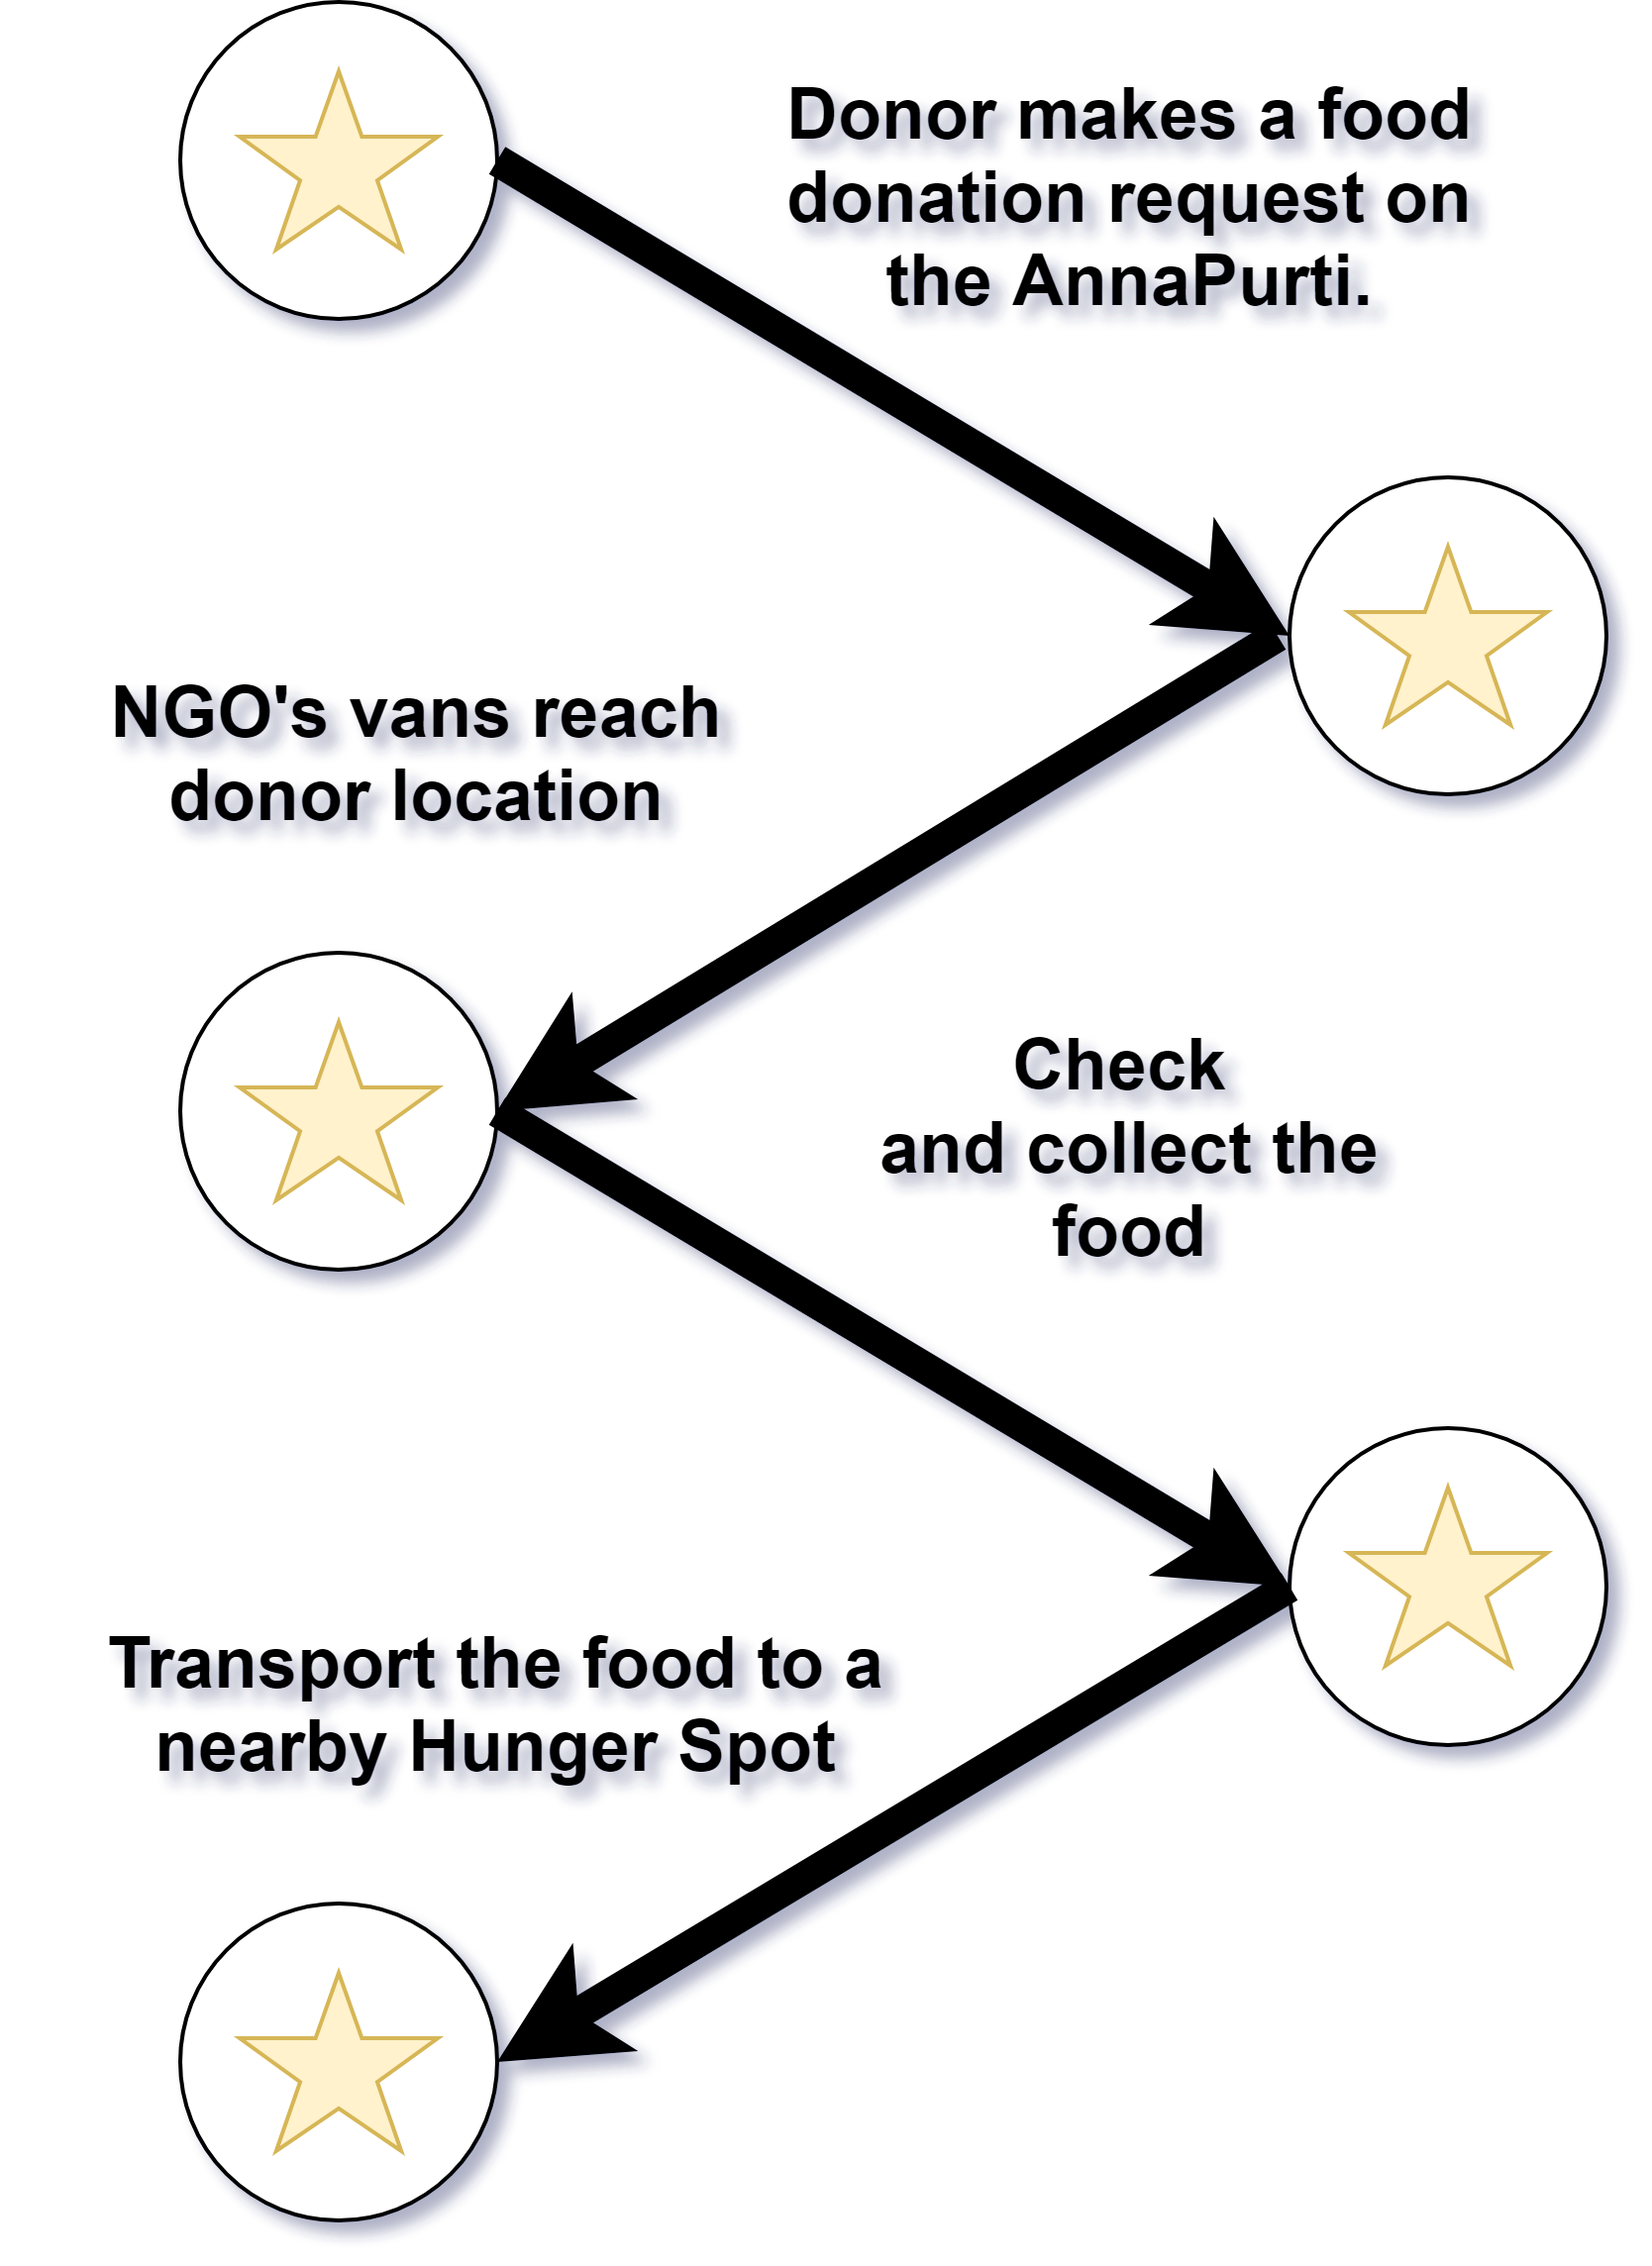 Donor makes a food
donation request on
the AnnaPurti.
NGO's vans reach
donor location
Check
and collect the
food
Transport the food to a
nearby Hunger Spot